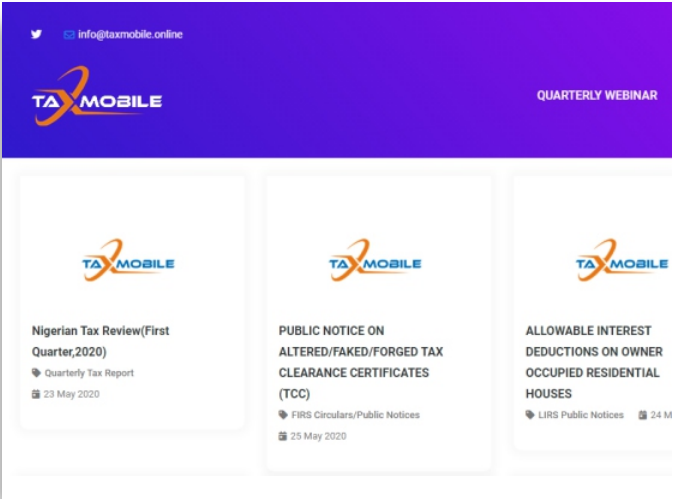 info@taxmobile.online
TAXMOBILE
QUARTERLY WEBINAR
TAXMOBILE
Nigerian Tax Review(First
Quarter,2020)
Quarterly Tax Report
23 May 2020
TAXMOBILE
PUBLIC NOTICE ON
ALTERED/FAKED/FORGED TAX
CLEARANCE CERTIFICATES
(TCC)
FIRS Circulars/Public Notices
25 May 2020
TAXMOBILE
ALLOWABLE INTEREST
DEDUCTIONS ON OWNER
OCCUPIED RESIDENTIAL
HOUSES
LIRS Public Notices 24 M